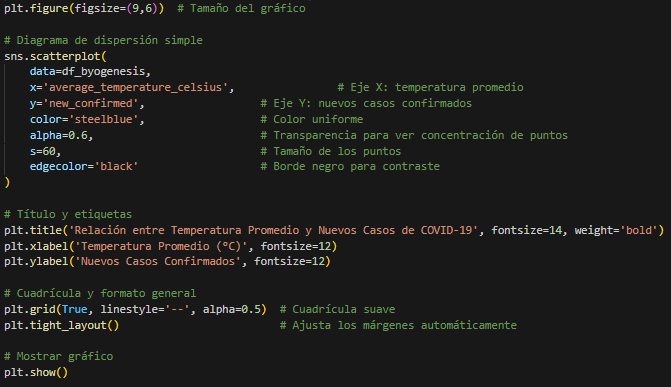 plt.figure(figsize=(9,6))  # Tamaño del gráfico

# Diagrama de dispersión simple
sns.scatterplot(
    data=df_byogenesis,
    x='average_temperature_celsius',                # Eje X: temperatura promedio
    y='new_confirmed',                  # Eje Y: nuevos casos confirmados
    color='steelblue',                  # Color uniforme
    alpha=0.6,                          # Transparencia para ver concentración de puntos
    s=60,                               # Tamaño de los puntos
    edgecolor='black'                   # Borde negro para contraste
)

# Título y etiquetas
plt.title('Relación entre Temperatura Promedio y Nuevos Casos de COVID-19', fontsize=14, weight='bold')
plt.xlabel('Temperatura Promedio (°C)', fontsize=12)
plt.ylabel('Nuevos Casos Confirmados', fontsize=12)

# Cuadrícula y formato general
plt.grid(True, linestyle='--', alpha=0.5)  # Cuadrícula suave
plt.tight_layout()                         # Ajusta los márgenes automáticamente

# Mostrar gráfico
plt.show()